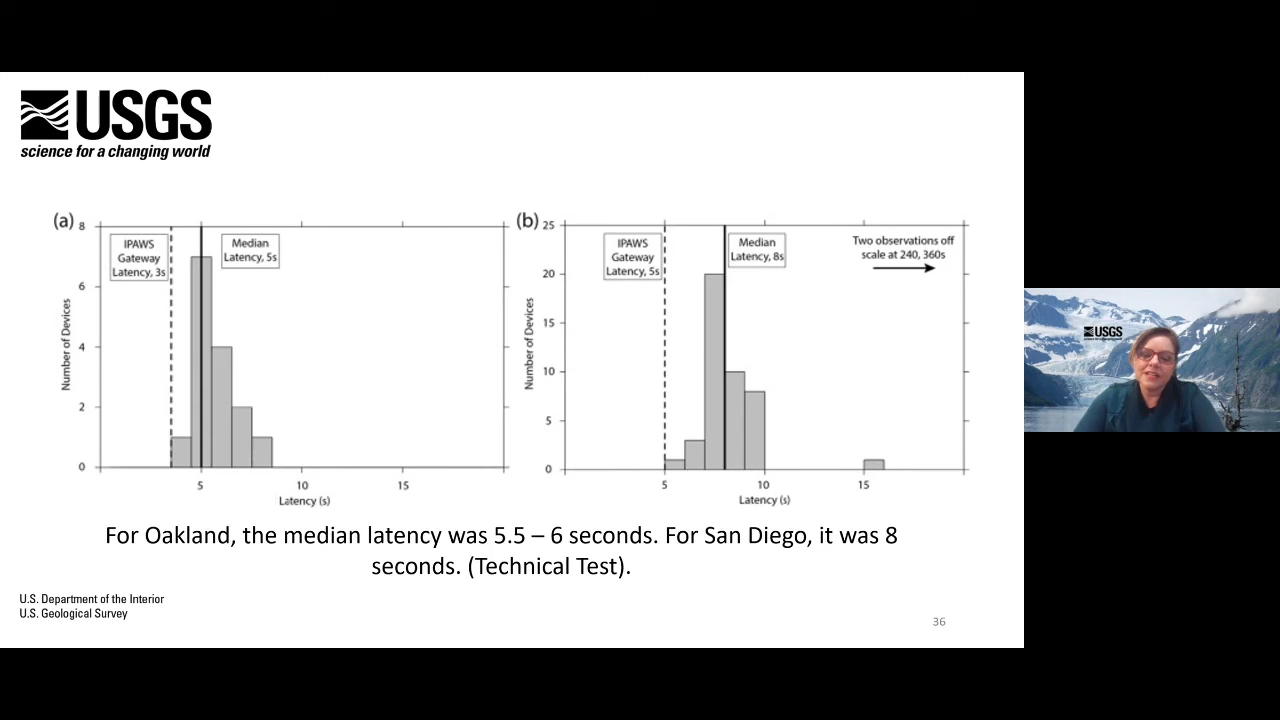 USGS
science for a changing world
(a)
8
6
4
2
0
Number of Devices
IPAWS
Gateway
Latency, 3s
Median
Latency, 5s
5
10
15
Latency (s)
(b)
25
20
15
10
5
0
Number of Devices
IPAWS
Gateway
Latency, 5s
Median
Latency, 8s
Two observations off
scale at 240, 360s
5
10
15
Latency (s)
For Oakland, the median latency was 5.5 – 6 seconds. For San Diego, it was 8
seconds. (Technical Test).
U.S. Department of the Interior
U.S. Geological Survey
36
USGS
science for a changing world